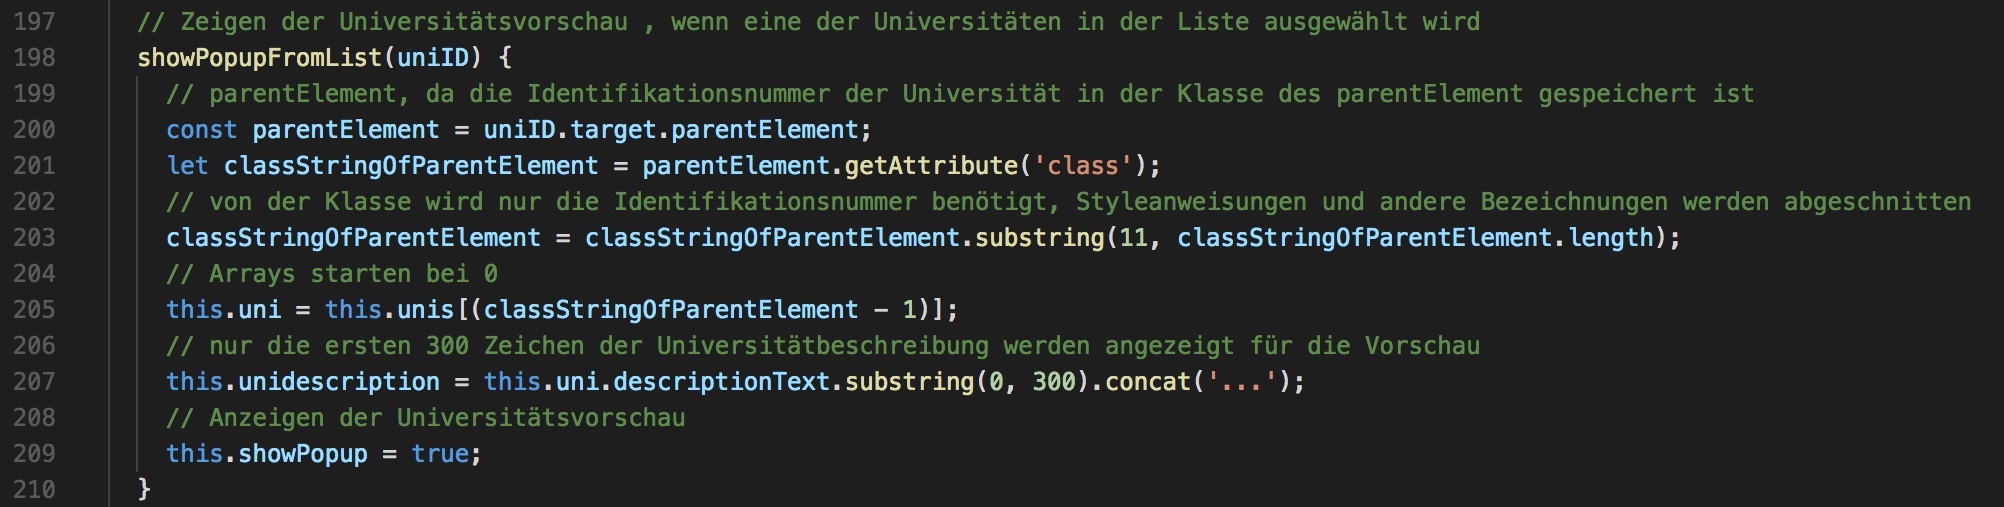 197 // Zeigen der Universitätsvorschau , wenn eine der Universitäten in der Liste ausgewählt wird
198 showPopupFromList(uniID) {
199 // parentElement, da die Identifikationsnummer der Universität in der Klasse des parentElement gespeichert ist
200 const parentElement = uniID.target.parentElement;
201 let classStringOfParentElement = parentElement.getAttribute('class');
202 // von der Klasse wird nur die Identifikationsnummer benötigt, Styleanweisungen und andere Bezeichnungen werden abgeschnitten
203 classStringOfParentElement = classStringOfParentElement.substring(11, classStringOfParentElement.length);
204 // Arrays starten bei 0
205 this.uni = this.unis[(classStringOfParentElement - 1)];
206 // nur die ersten 300 Zeichen der Universitätbeschreibung werden angezeigt für die Vorschau
207 this.unidescription = this.uni.descriptionText.substring(0, 300).concat('...');
208 // Anzeigen der Universitätsvorschau
209 this.showPopup = true;
210 }